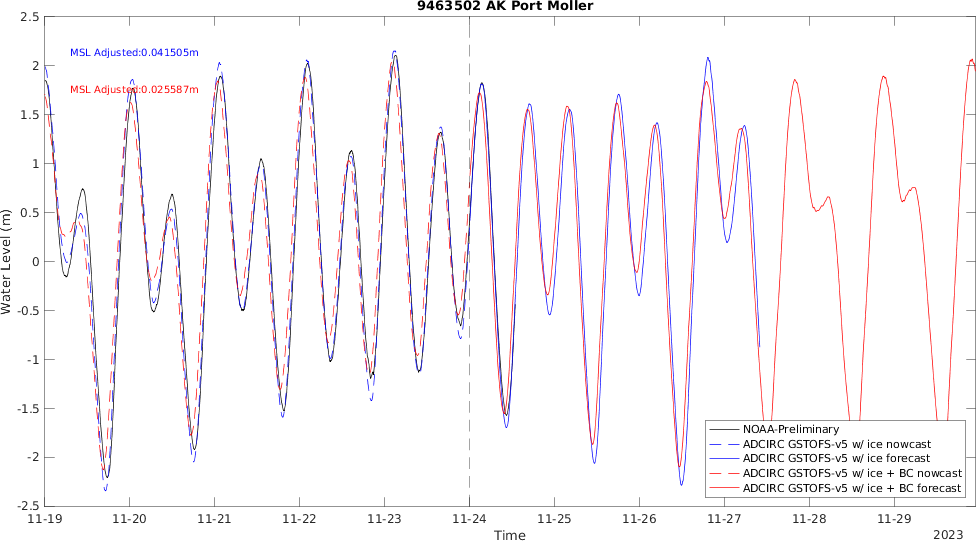 9463502 AK Port Moller
MSL Adjusted:0.041505m
MSL Adjusted:0.025587m
Water Level (m)
2.5
2
1.5
1
0.5
0
-0.5
-1
-1.5
-2
-2.5
NOAA-Preliminary
ADCIRC GSTOFS-v5 w/ ice nowcast
ADCIRC GSTOFS-v5 w/ ice forecast
ADCIRC GSTOFS-v5 w/ ice + BC nowcast
ADCIRC GSTOFS-v5 w/ ice + BC forecast
11-19 11-20 11-21 11-22 11-23 11-24 11-25 11-26 11-27 11-28 11-29
Time
2023